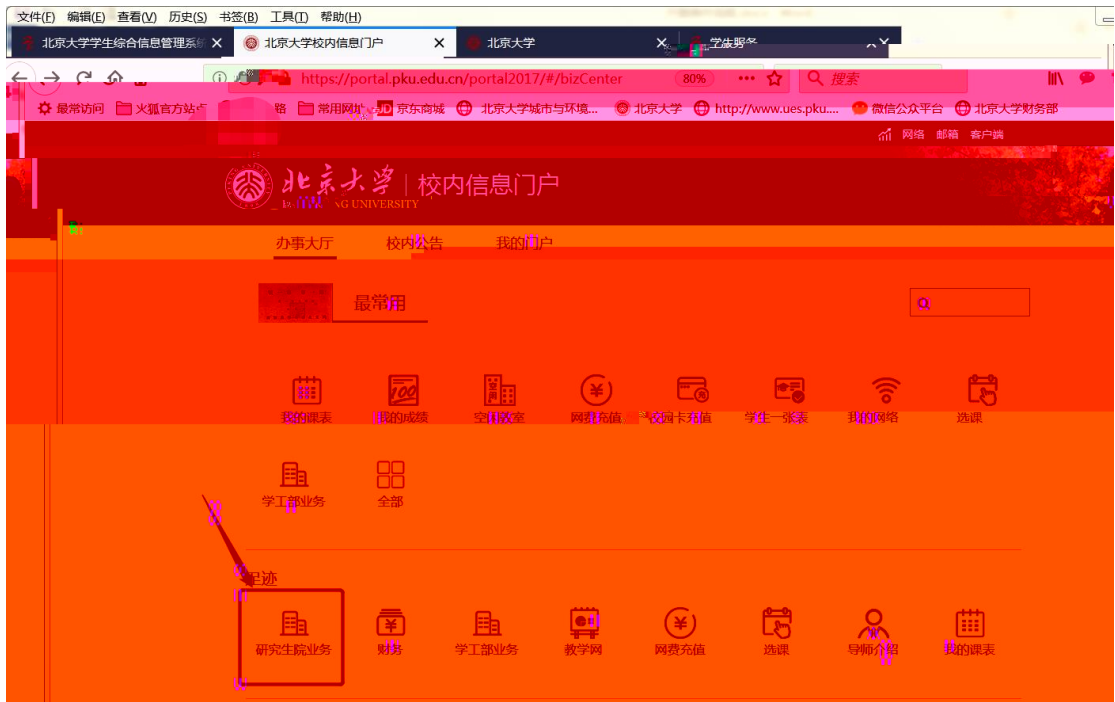 文件(F) 编辑(E) 查看(V) 历史(S) 书签(B) 工具(T) 帮助(H)
北京大学学生综合信息管理系统 北京大学校内信息门户 北京大学
https://portal.pku.edu.cn/portal2017/#/bizCenter 80% 搜索
最常访问 火狐官方站点 常用网址 JD 京东商城 北京大学城市与环境... 北京大学 http://www.ues.pku.... 微信公众平台 北京大学财务部
网络 邮箱 客户端
北京大学 校内信息门户
UNIVERSITY
办事大厅 校内公告 我的门户
最常用
我的课表 我的成绩 空闲教室 网费充值 校园卡充值 学生一张表 我的网络 选课
学工部业务 全部
足迹
研究生院业务 财务 学工部业务 教学网 网费充值 选课 导师介绍 我的课表